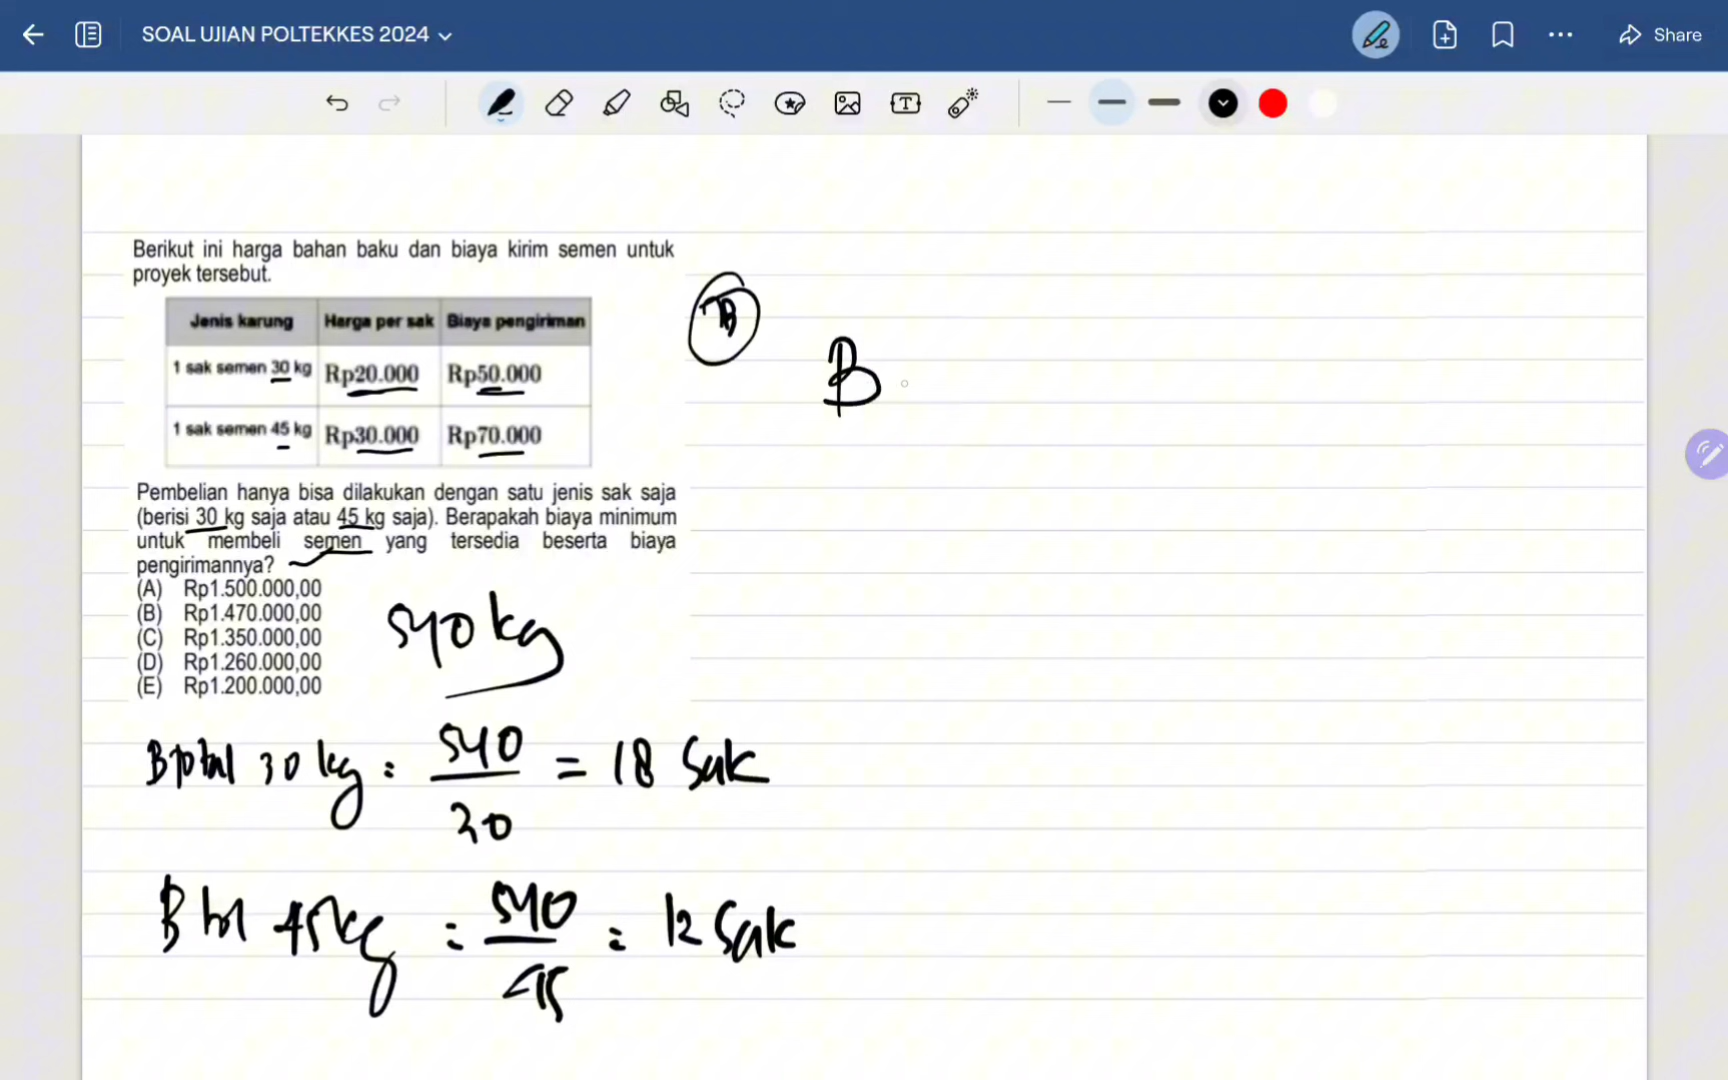 SOAL UJIAN POLTEKKES 2024
Share
Berikut ini harga bahan baku dan biaya kirim semen untuk
proyek tersebut.
Jenis karung Harga per sak Biaya pengiriman
1 sak semen 30 kg Rp20.000 Rp50.000
1 sak semen 45 kg Rp30.000 Rp70.000
Pembelian hanya bisa dilakukan dengan satu jenis sak saja
(berisi 30 kg saja atau 45 kg saja). Berapakah biaya minimum
untuk membeli semen yang tersedia beserta biaya
pengirimannya?
(A) Rp1.500.000,00
(B) Rp1.470.000,00
(C) Rp1.350.000,00
(D) Rp1.260.000,00
(E) Rp1.200.000,00
540 kg
B total 30 kg = 540 / 30 = 18 Sak
B tot 45 kg = 540 / 45 = 12 Sak
B